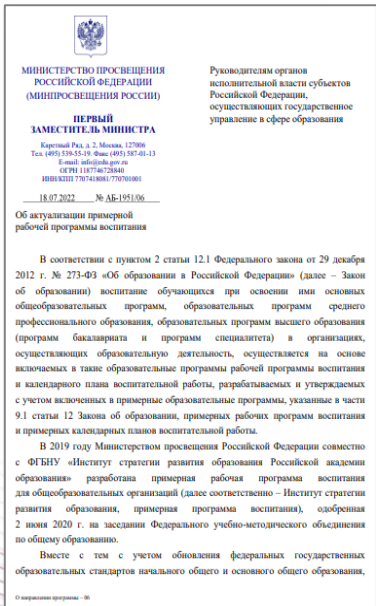 МИНИСТЕРСТВО ПРОСВЕЩЕНИЯ
РОССИЙСКОЙ ФЕДЕРАЦИИ
(МИНПРОСВЕЩЕНИЯ РОССИИ)
ПЕРВЫЙ
ЗАМЕСТИТЕЛЬ МИНИСТРА
Каретный Ряд, д. 2, Москва, 127006
Тел. (495) 539-55-19. Факс (495) 587-01-13
E-mail: info@edu.gov.ru
ОГРН 1187746728840
ИНН/КПП 7707418081/770701001
18.07.2022 № АБ-1951/06
Руководителям органов
исполнительной власти субъектов
Российской Федерации,
осуществляющих государственное
управление в сфере образования
Об актуализации примерной
рабочей программы воспитания
В соответствии с пунктом 2 статьи 12.1 Федерального закона от 29 декабря
2012 г. № 273-ФЗ «Об образовании в Российской Федерации» (далее – Закон
об образовании) воспитание обучающихся при освоении ими основных
общеобразовательных программ, образовательных программ среднего
профессионального образования, образовательных программ высшего образования
(программ бакалавриата и программ специалитета) в организациях,
осуществляющих образовательную деятельность, осуществляется на основе
включаемых в такие образовательные программы рабочей программы воспитания
и календарного плана воспитательной работы, разрабатываемых и утверждаемых
с учетом включенных в примерные образовательные программы, указанные в части
9.1 статьи 12 Закона об образовании, примерных рабочих программ воспитания
и примерных календарных планов воспитательной работы.
В 2019 году Министерством просвещения Российской Федерации совместно
с ФГБНУ «Институт стратегии развития образования Российской академии
образования» разработана примерная рабочая программа воспитания
для общеобразовательных организаций (далее соответственно – Институт стратегии
развития образования, примерная программа воспитания), одобренная
2 июня 2020 г. на заседании Федерального учебно-методического объединения
по общему образованию.
Вместе с тем с учетом обновления федеральных государственных
образовательных стандартов начального общего и основного общего образования,
О направлении программы – 06